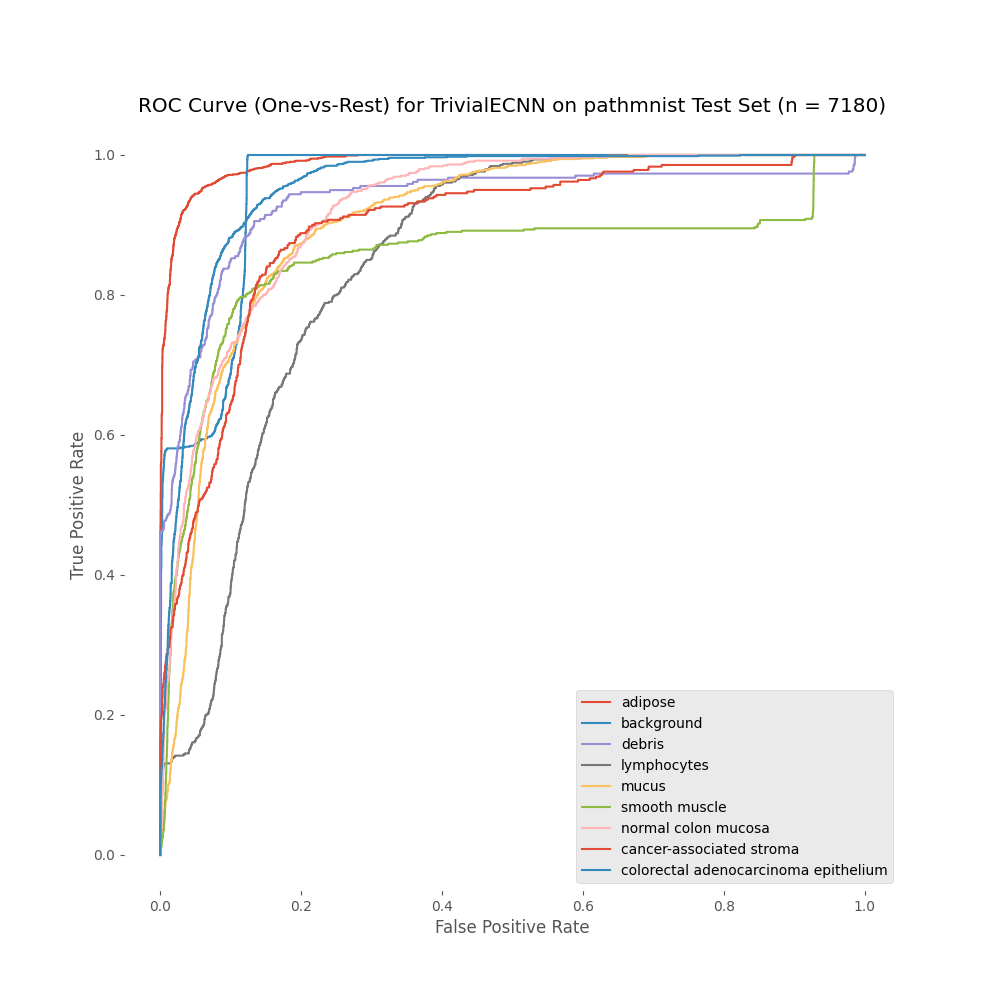 ROC Curve (One-vs-Rest) for TrivialECNN on pathmnist Test Set (n = 7180)
True Positive Rate
1.0
0.8
0.6
0.4
0.2
0.0
adipose
background
debris
lymphocytes
mucus
smooth muscle
normal colon mucosa
cancer-associated stroma
colorectal adenocarcinoma epithelium
0.0 0.2 0.4 0.6 0.8 1.0
False Positive Rate